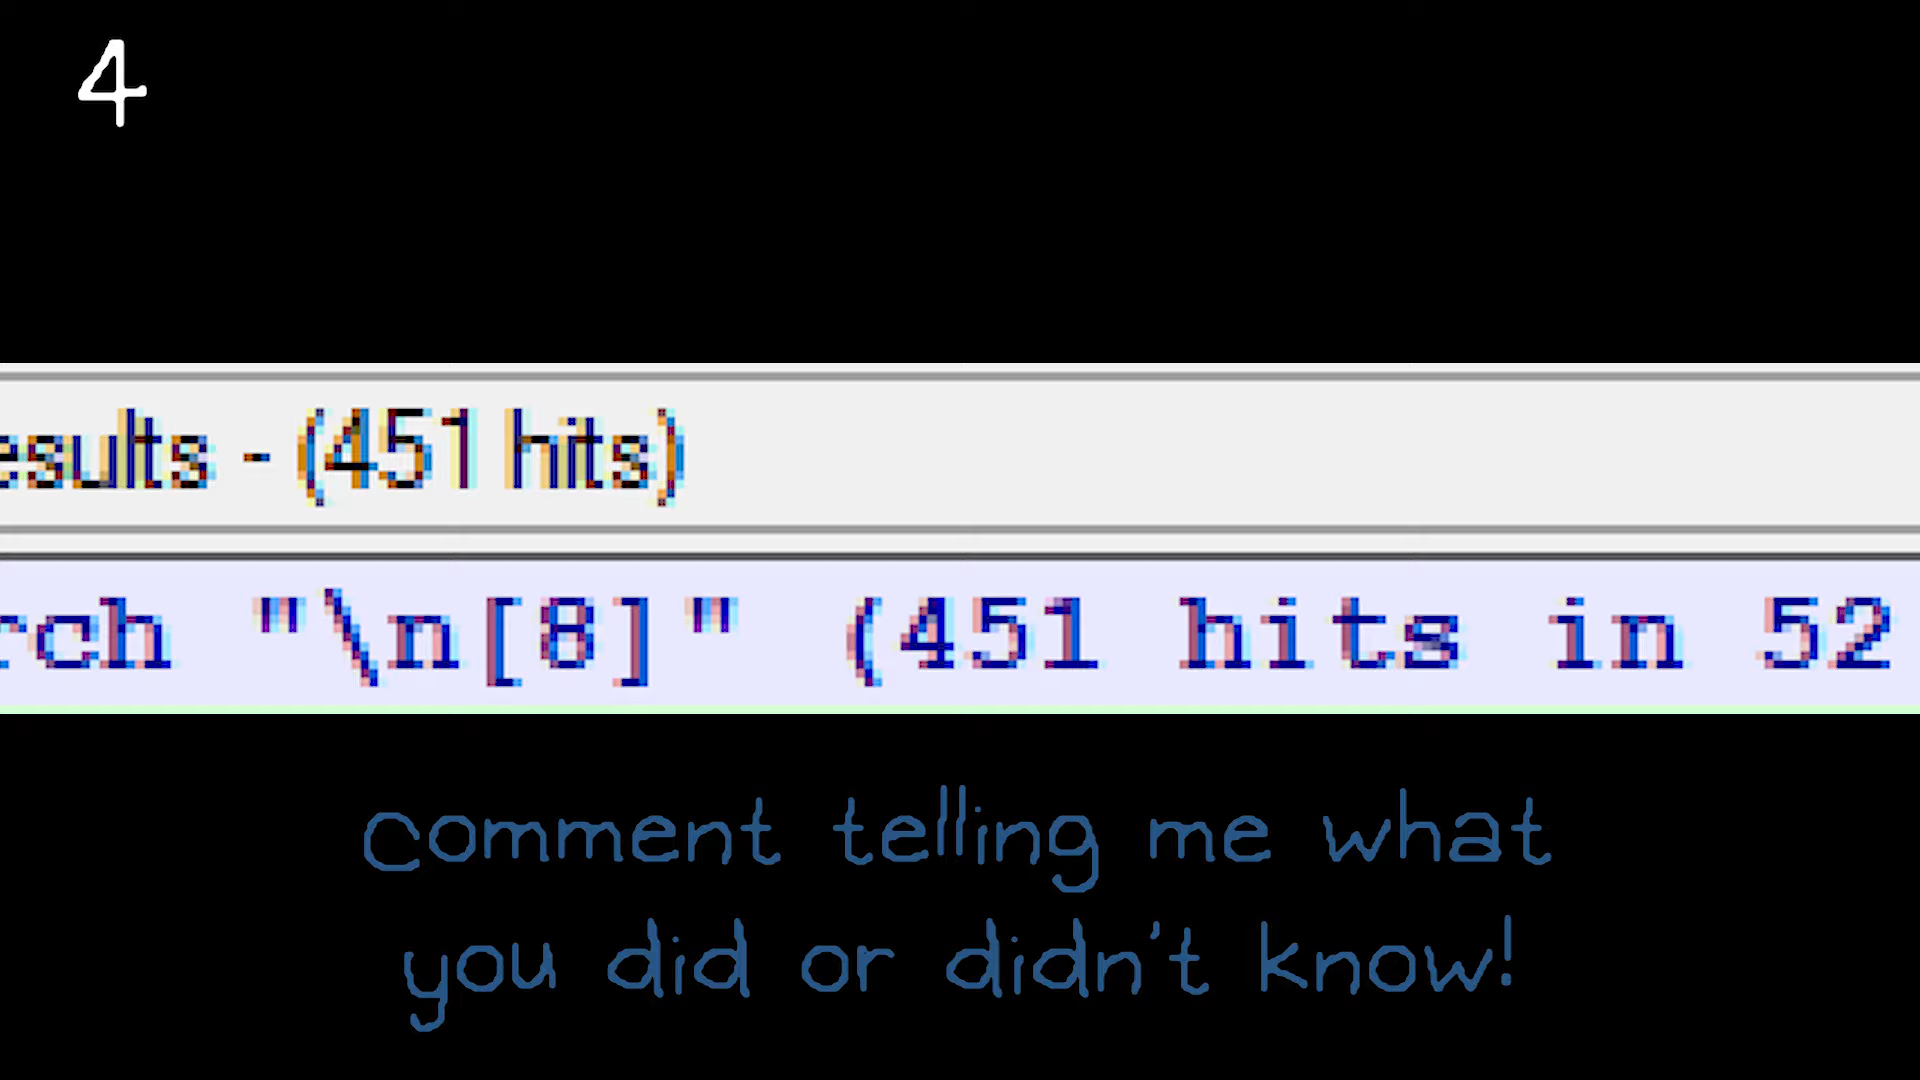 4
esults - (451 hits)
rch "\n[8]" (451 hits in 52
Comment telling me what
you did or didn't know!